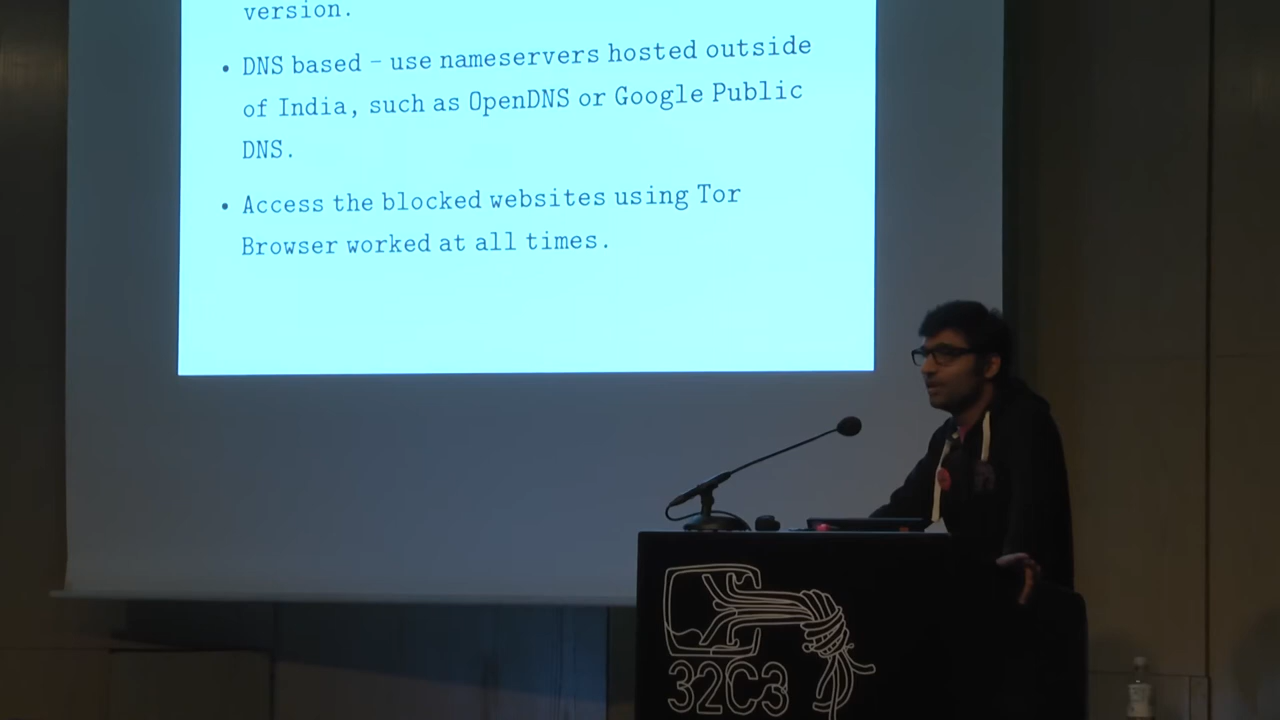 version.
• DNS based – use nameservers hosted outside
of India, such as OpenDNS or Google Public
DNS.
• Access the blocked websites using Tor
Browser worked at all times.
32C3